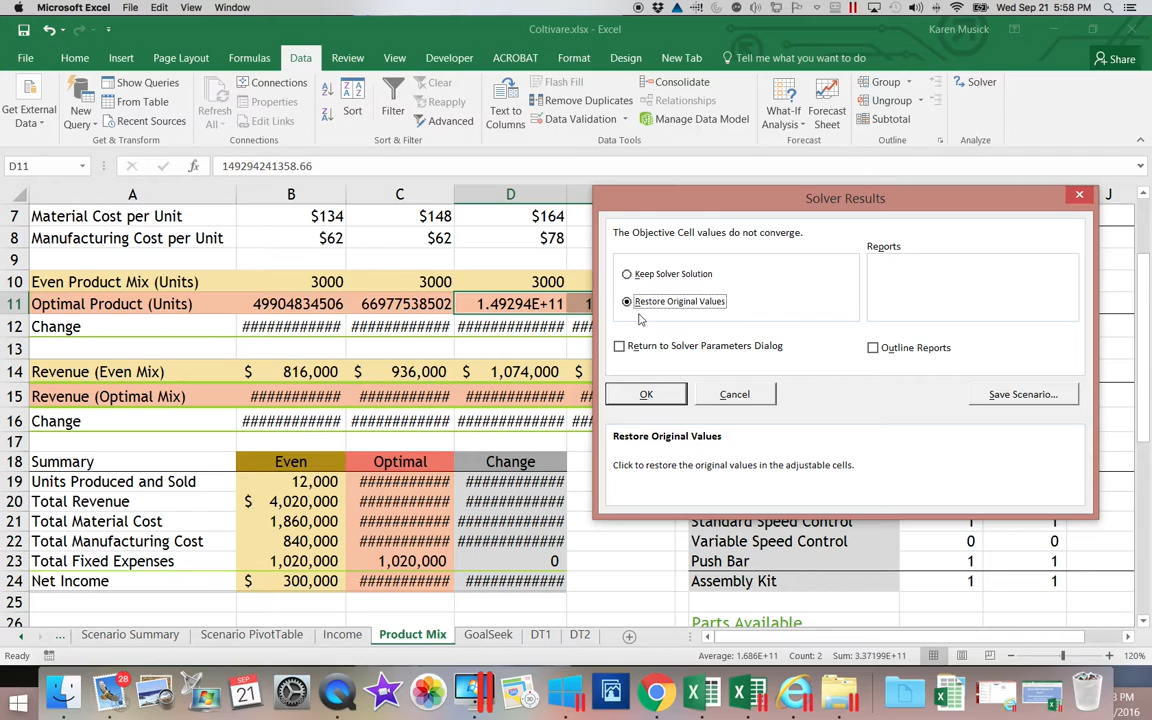 Microsoft Excel File Edit View Window Wed Sep 21 5:58 PM
Coltivare.xlsx - Excel Karen Musick
File Home Insert Page Layout Formulas Data Review View Developer ACROBAT Format Design New Tab Tell me what you want to do Share
Get External Data
New Query
Show Queries
From Table
Recent Sources
Get & Transform
Refresh All
Connections
Properties
Edit Links
Connections
Sort
Filter
Clear
Reapply
Advanced
Sort & Filter
Text to Columns
Flash Fill
Remove Duplicates
Data Validation
Consolidate
Relationships
Manage Data Model
Data Tools
What-If Analysis
Forecast Sheet
Forecast
Group
Ungroup
Subtotal
Outline
Solver
Analyze
D11 fx 149294241358.66
A B C D J
7 Material Cost per Unit $134 $148 $164
8 Manufacturing Cost per Unit $62 $62 $78
9
10 Even Product Mix (Units) 3000 3000 3000
11 Optimal Product (Units) 49904834506 66977538502 1.49294E+11 1
12 Change ########### ########### ########### ##
13
14 Revenue (Even Mix) $ 816,000 $ 936,000 $ 1,074,000 $
15 Revenue (Optimal Mix) ########### ########### ########### ##
16 Change ########### ########### ########### ##
17
18 Summary Even Optimal Change
19 Units Produced and Sold 12,000 ########### ############
20 Total Revenue $ 4,020,000 ########### ############
21 Total Material Cost 1,860,000 ########### ############
22 Total Manufacturing Cost 840,000 ########### ############
23 Total Fixed Expenses 1,020,000 1,020,000 0
24 Net Income $ 300,000 ########### ############
25
26
Solver Results
The Objective Cell values do not converge.
Reports
Keep Solver Solution
Restore Original Values
Return to Solver Parameters Dialog
Outline Reports
OK
Cancel
Save Scenario...
Restore Original Values
Click to restore the original values in the adjustable cells.
Standard Speed Control 1 1
Variable Speed Control 0 0
Push Bar 1 1
Assembly Kit 1 1
Parts Available
... Scenario Summary Scenario PivotTable Income Product Mix GoalSeek DT1 DT2
Ready Average: 1.686E+11 Count: 2 Sum: 3.37199E+11 120%
28
SEP
21
3 PM
/2016